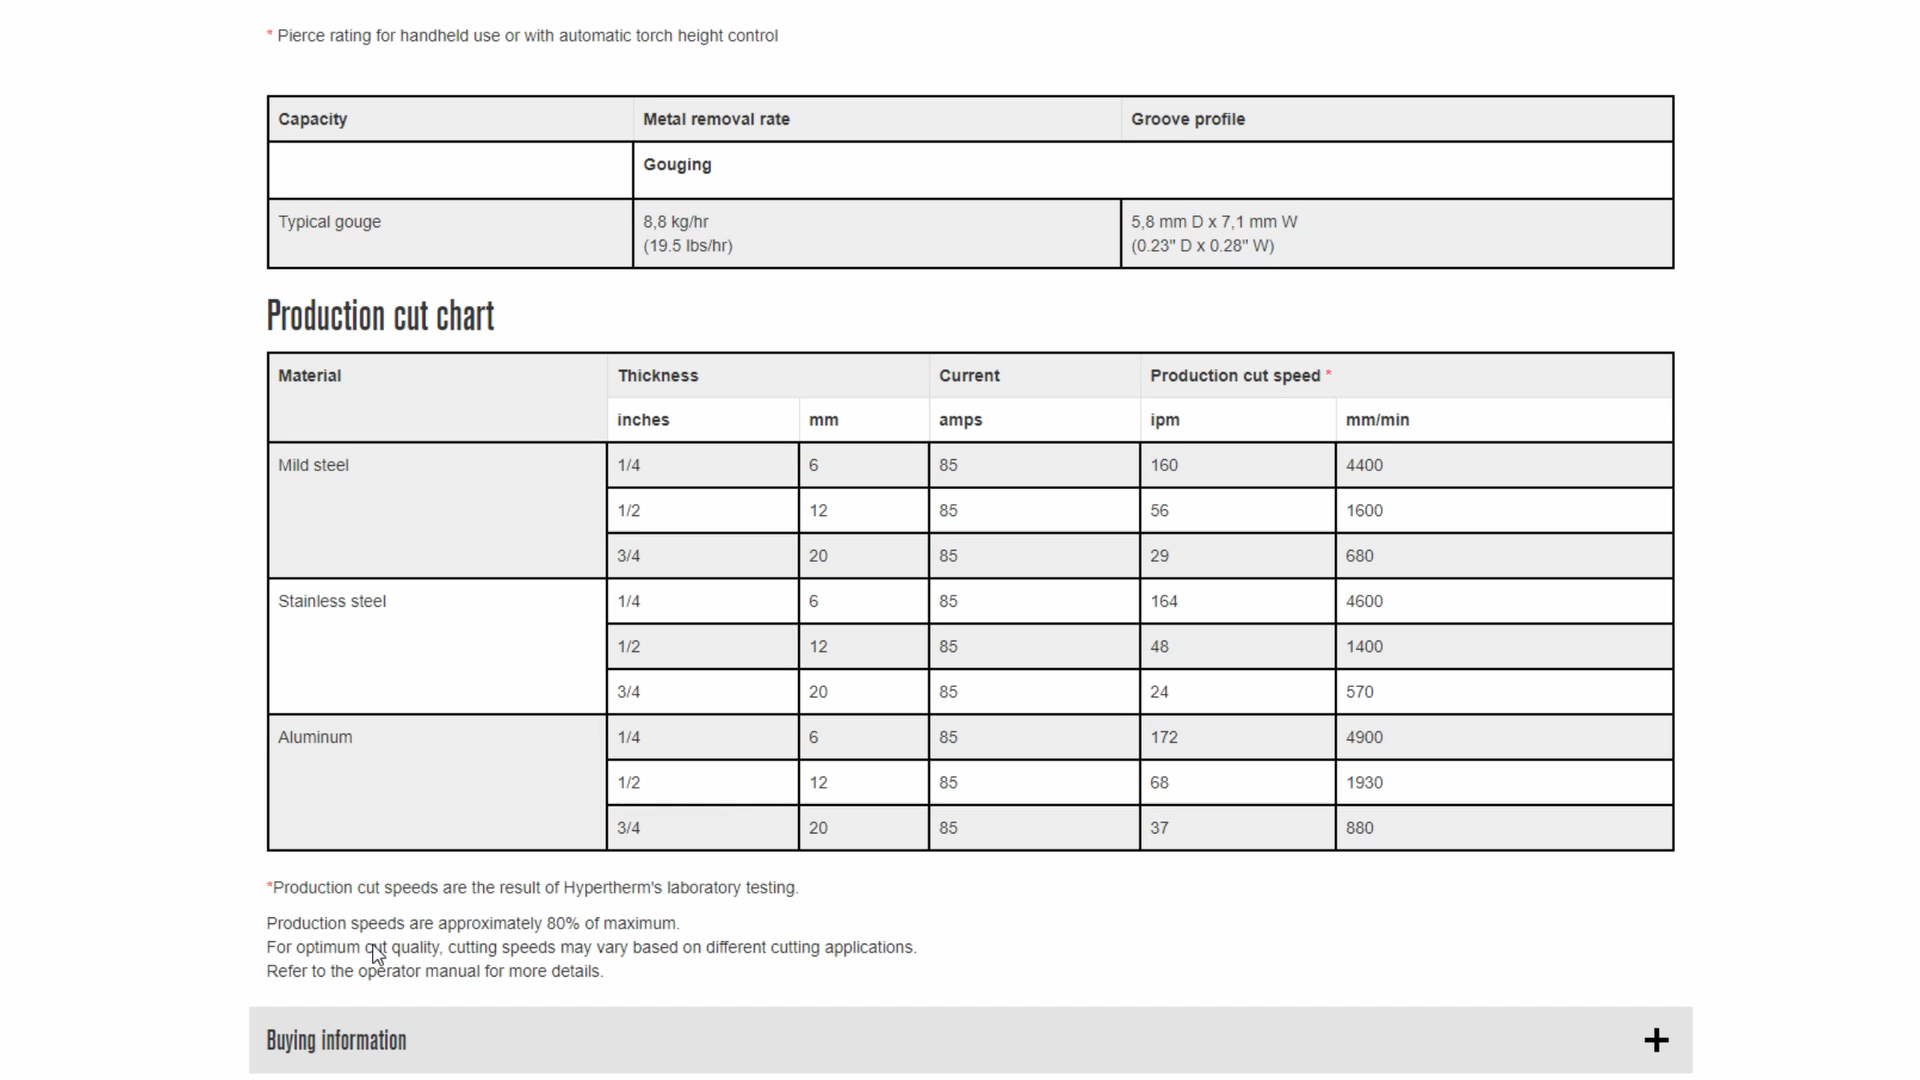 * Pierce rating for handheld use or with automatic torch height control
Capacity Metal removal rate Groove profile
Gouging
Typical gouge 8,8 kg/hr 5,8 mm D x 7,1 mm W
(19.5 lbs/hr) (0.23" D x 0.28" W)
Production cut chart
Material Thickness Current Production cut speed *
inches mm amps ipm mm/min
Mild steel 1/4 6 85 160 4400
1/2 12 85 56 1600
3/4 20 85 29 680
Stainless steel 1/4 6 85 164 4600
1/2 12 85 48 1400
3/4 20 85 24 570
Aluminum 1/4 6 85 172 4900
1/2 12 85 68 1930
3/4 20 85 37 880
*Production cut speeds are the result of Hypertherm's laboratory testing.
Production speeds are approximately 80% of maximum.
For optimum cut quality, cutting speeds may vary based on different cutting applications.
Refer to the operator manual for more details.
Buying information +